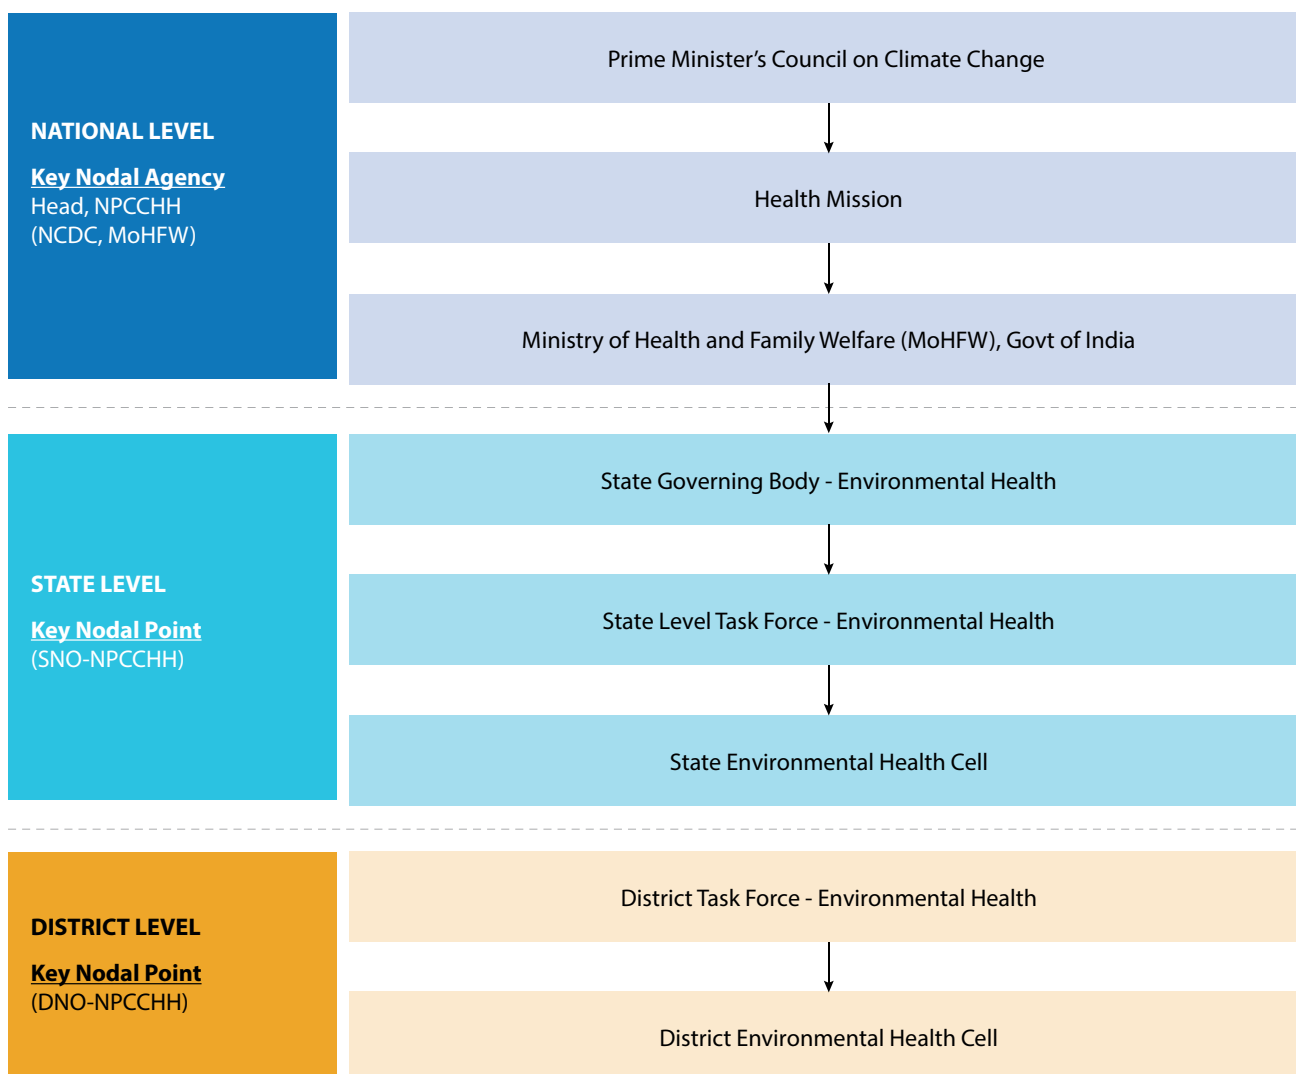 NATIONAL LEVEL
Key Nodal Agency
Head, NPCCHH
(NCDC, MoHFW)
Prime Minister’s Council on Climate Change
Health Mission
Ministry of Health and Family Welfare (MoHFW), Govt of India
STATE LEVEL
Key Nodal Point
(SNO-NPCCHH)
State Governing Body - Environmental Health
State Level Task Force - Environmental Health
State Environmental Health Cell
DISTRICT LEVEL
Key Nodal Point
(DNO-NPCCHH)
District Task Force - Environmental Health
District Environmental Health Cell